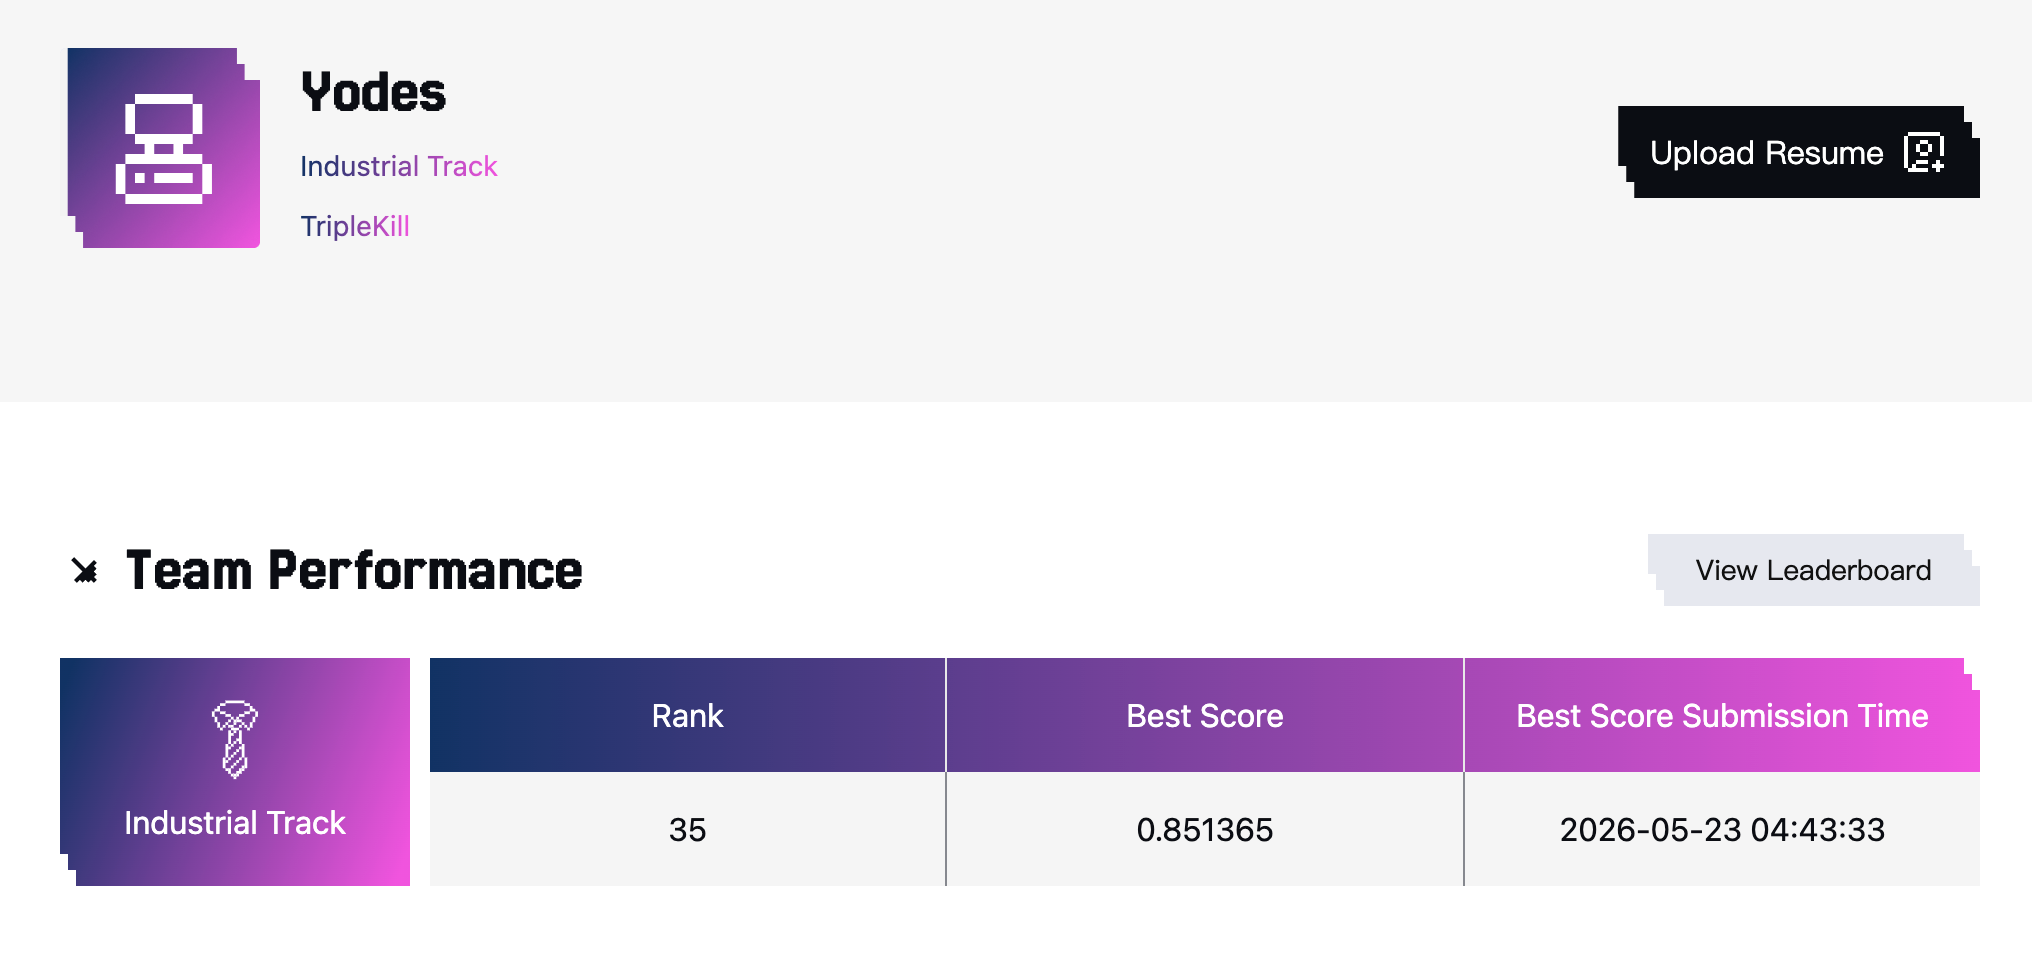 Yodes
Industrial Track
TripleKill
Upload Resume
Team Performance
View Leaderboard
Industrial Track
Rank
Best Score
Best Score Submission Time
35
0.851365
2026-05-23 04:43:33